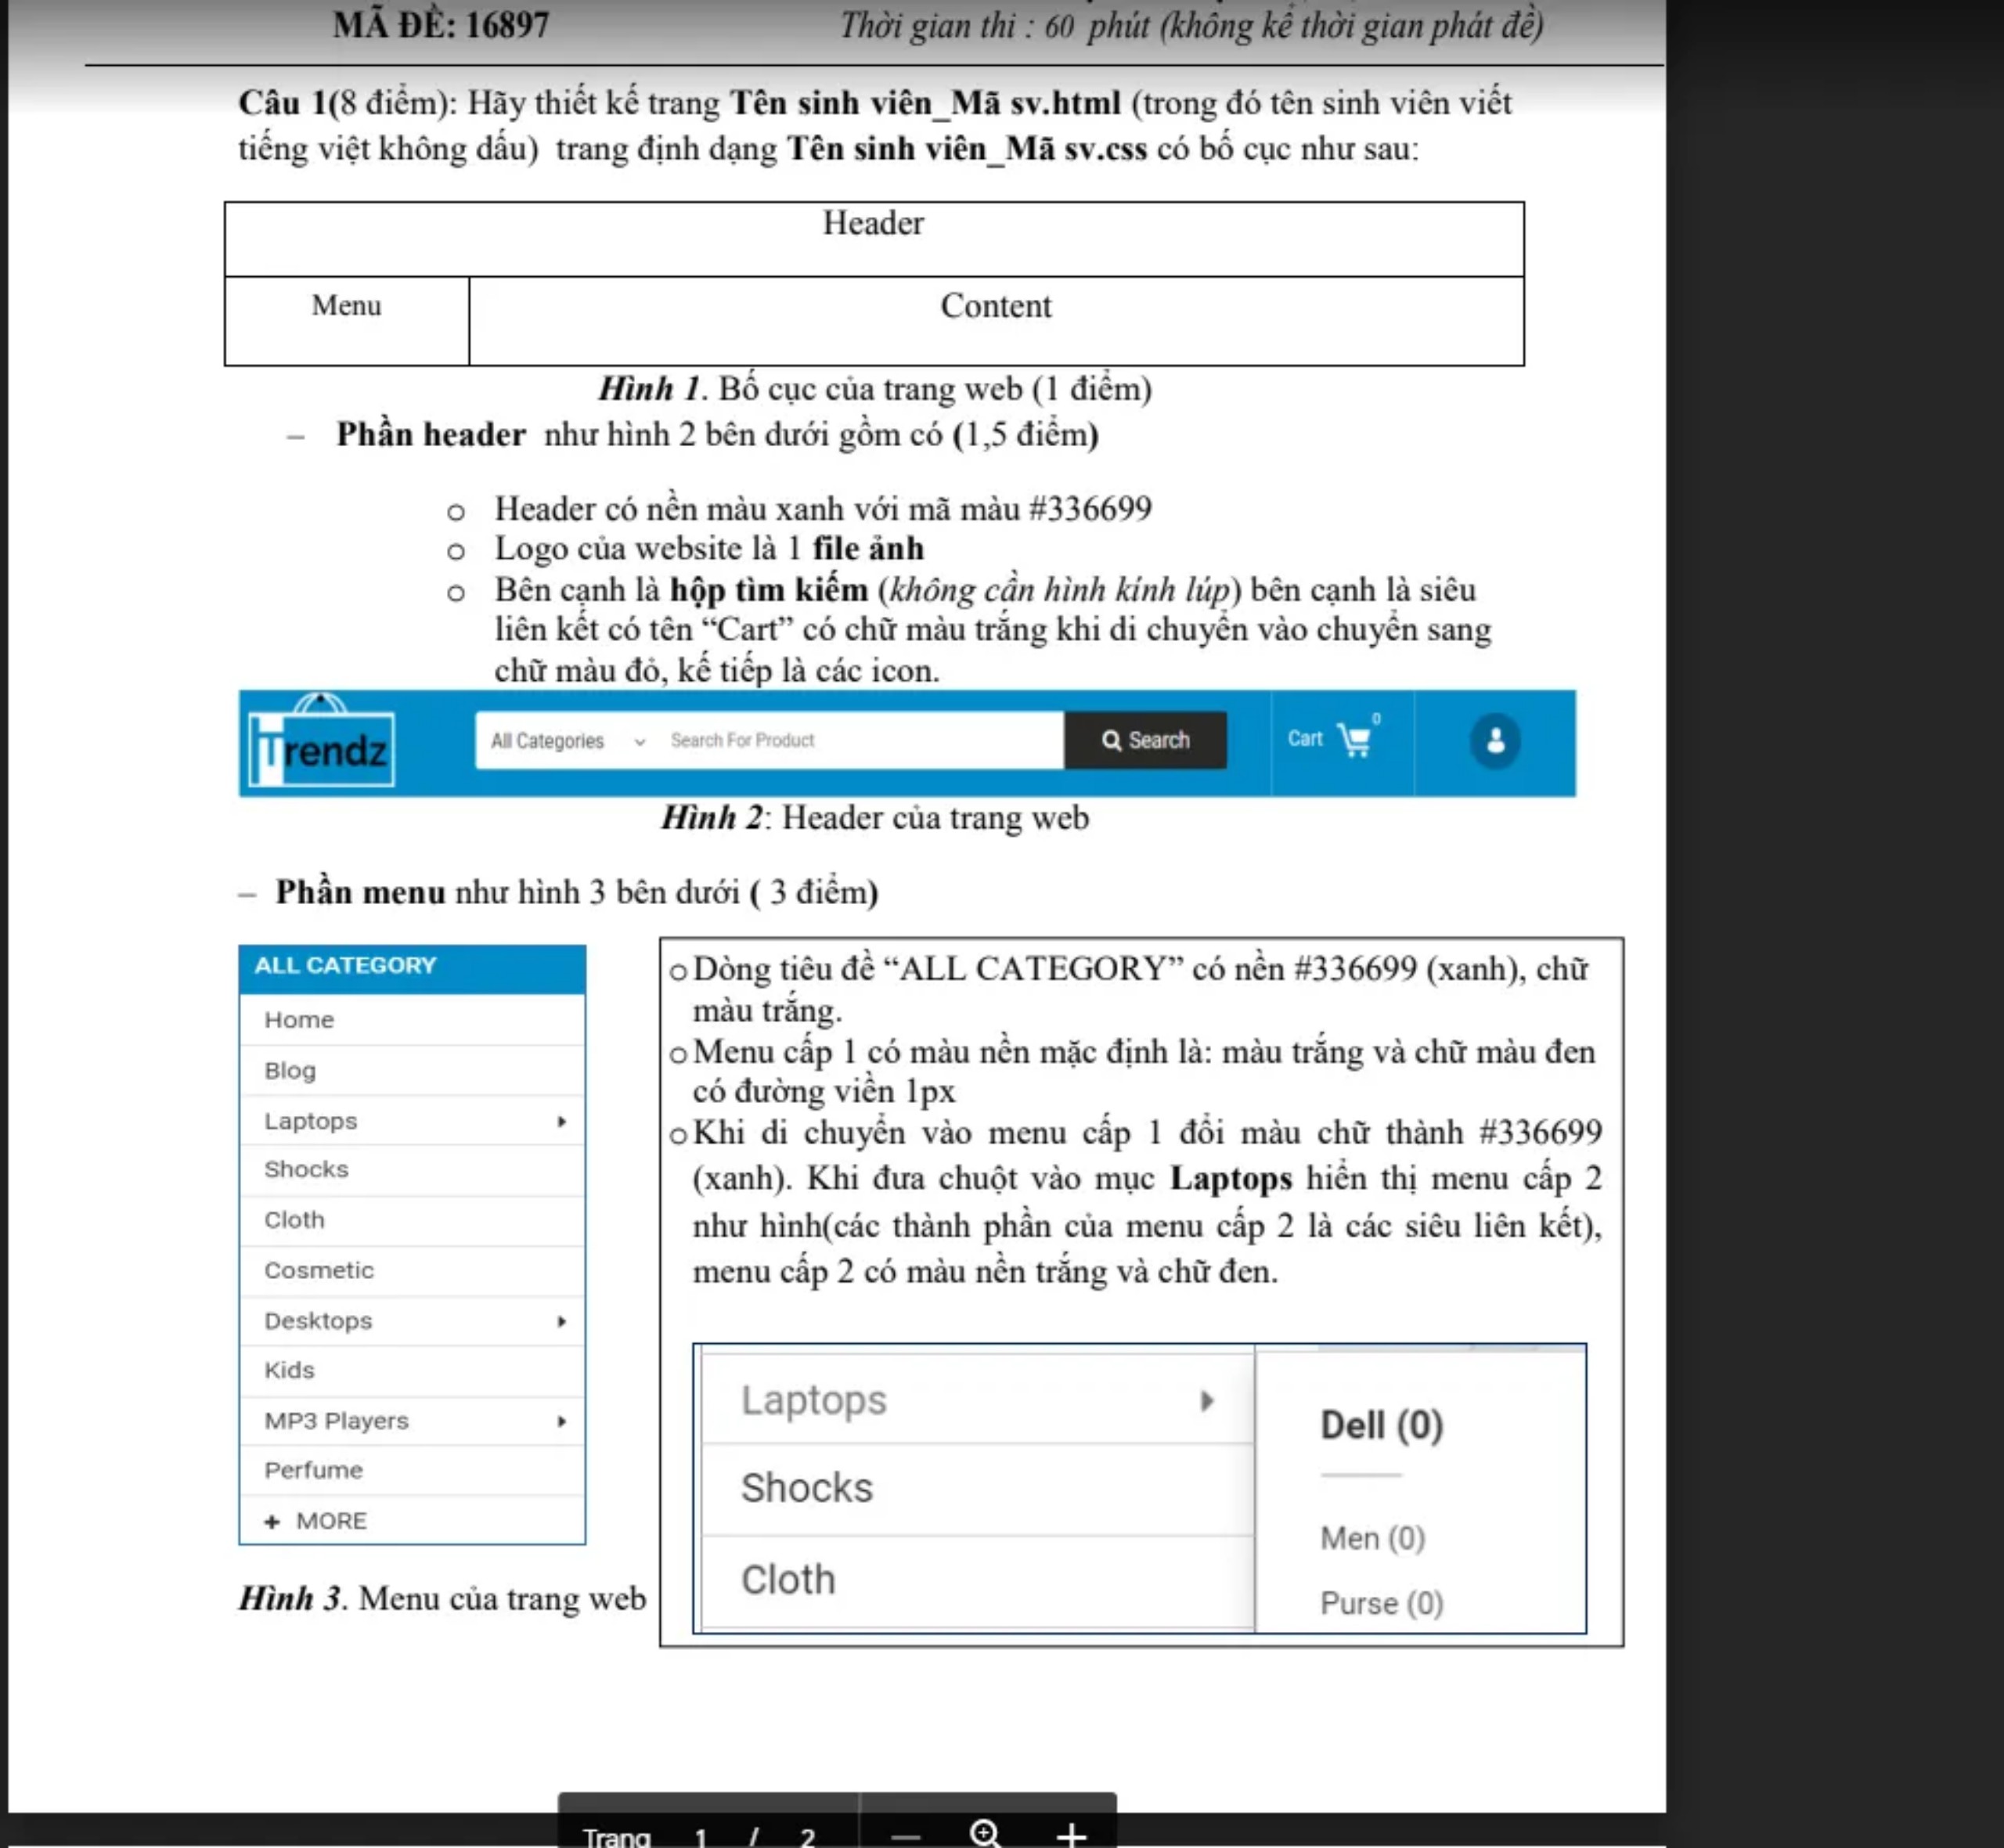 MÃ ĐỀ: 16897 Thời gian thi : 60 phút (không kể thời gian phát đề)
Câu 1(8 điểm): Hãy thiết kế trang Tên sinh viên_Mã sv.html (trong đó tên sinh viên viết
tiếng việt không dấu) trang định dạng Tên sinh viên_Mã sv.css có bố cục như sau:
Header
Menu Content
Hình 1. Bố cục của trang web (1 điểm)
– Phần header như hình 2 bên dưới gồm có (1,5 điểm)
o Header có nền màu xanh với mã màu #336699
o Logo của website là 1 file ảnh
o Bên cạnh là hộp tìm kiếm (không cần hình kính lúp) bên cạnh là siêu
liên kết có tên “Cart” có chữ màu trắng khi di chuyển vào chuyển sang
chữ màu đỏ, kế tiếp là các icon.
Trendz All Categories Search For Product Search Cart 0
Hình 2: Header của trang web
– Phần menu như hình 3 bên dưới ( 3 điểm)
ALL CATEGORY
Home
Blog
Laptops
Shocks
Cloth
Cosmetic
Desktops
Kids
MP3 Players
Perfume
+ MORE
Hình 3. Menu của trang web
o Dòng tiêu đề “ALL CATEGORY” có nền #336699 (xanh), chữ
màu trắng.
o Menu cấp 1 có màu nền mặc định là: màu trắng và chữ màu đen
có đường viền 1px
o Khi di chuyển vào menu cấp 1 đổi màu chữ thành #336699
(xanh). Khi đưa chuột vào mục Laptops hiển thị menu cấp 2
như hình(các thành phần của menu cấp 2 là các siêu liên kết),
menu cấp 2 có màu nền trắng và chữ đen.
Laptops
Shocks
Cloth
Dell (0)
Men (0)
Purse (0)
Trang 1 / 2